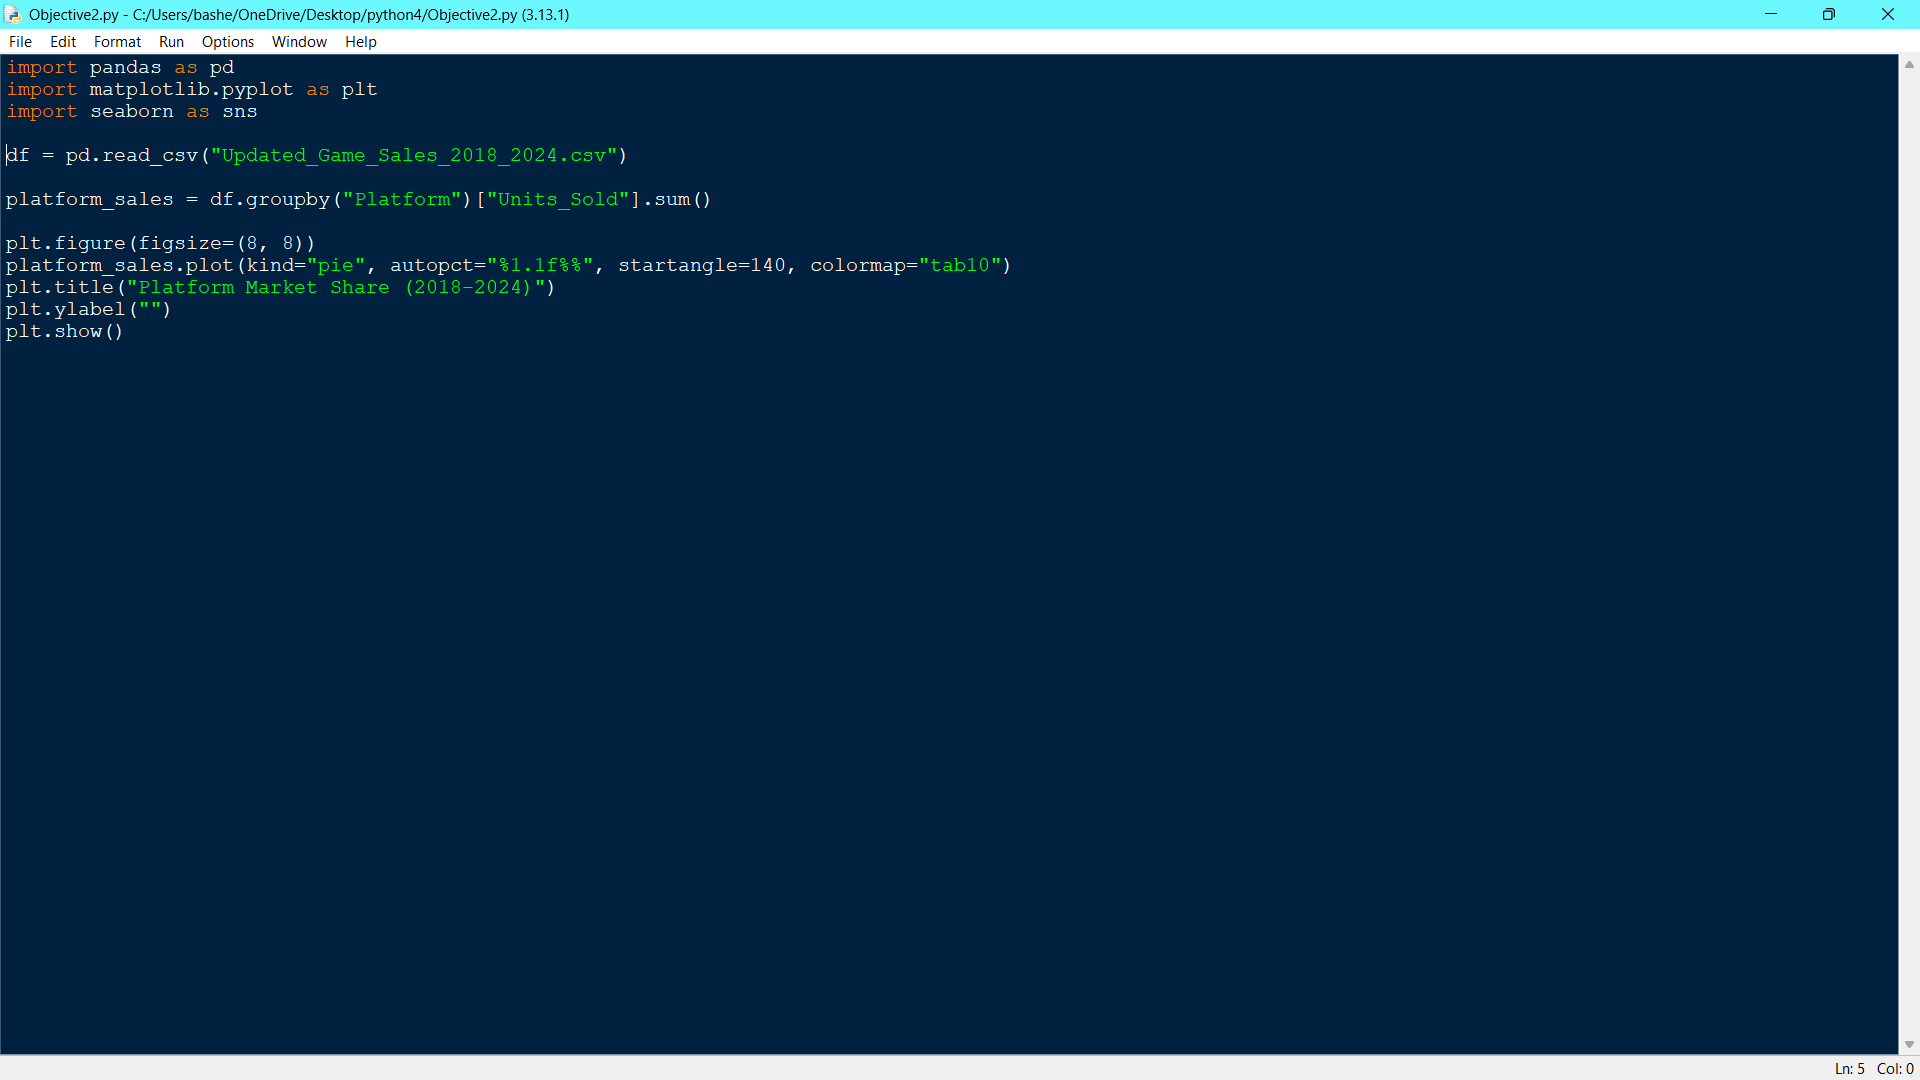 Objective2.py - C:/Users/bashe/OneDrive/Desktop/python4/Objective2.py (3.13.1)
File Edit Format Run Options Window Help
import pandas as pd
import matplotlib.pyplot as plt
import seaborn as sns
df = pd.read_csv("Updated_Game_Sales_2018_2024.csv")
platform_sales = df.groupby("Platform")["Units_Sold"].sum()
plt.figure(figsize=(8, 8))
platform_sales.plot(kind="pie", autopct="%1.1f%%", startangle=140, colormap="tab10")
plt.title("Platform Market Share (2018-2024)")
plt.ylabel("")
plt.show()
Ln: 5 Col: 0